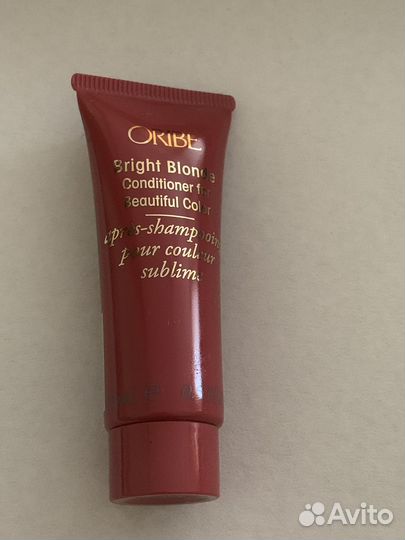 ORIBE
Bright Blonde
Conditioner for
Beautiful Color
après-shampooing
pour couleur
sublime
Avito